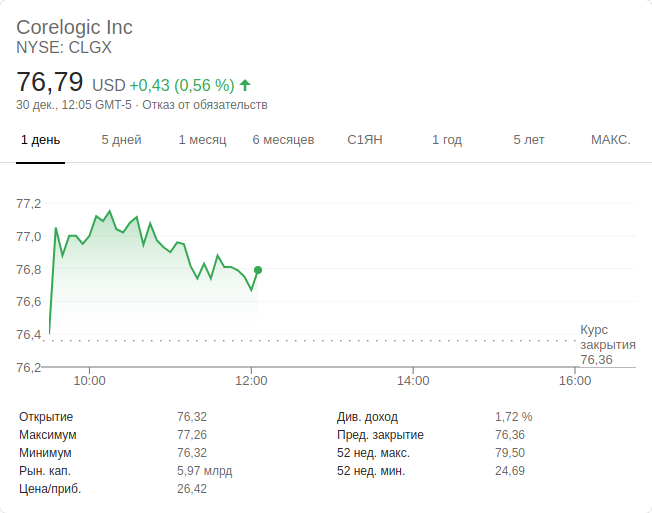 Corelogic Inc
NYSE: CLGX
76,79 USD +0,43 (0,56 %) ↑
30 дек., 12:05 GMT-5 · Отказ от обязательств
1 день 5 дней 1 месяц 6 месяцев С1ЯН 1 год 5 лет МАКС.
77,2
77,0
76,8
76,6
76,4
76,2
Курс
закрытия
76,36
10:00 12:00 14:00 16:00
Открытие 76,32
Максимум 77,26
Минимум 76,32
Рын. кап. 5,97 млрд
Цена/приб. 26,42
Див. доход 1,72 %
Пред. закрытие 76,36
52 нед. макс. 79,50
52 нед. мин. 24,69